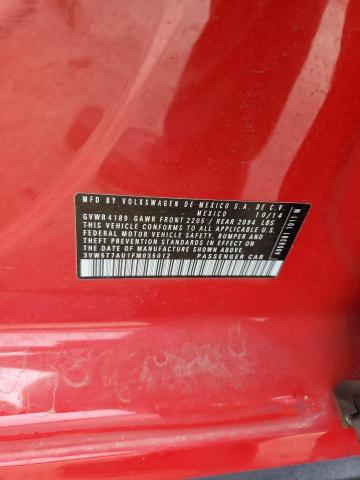 MFD BY VOLKSWAGEN DE MEXICO S.A. DE C.V.
MEXICO 10/14
GVWR 4189 GAWR FRONT 2205 / REAR 2094 LBS
THIS VEHICLE CONFORMS TO ALL APPLICABLE U.S.
FEDERAL MOTOR VEHICLE SAFETY, BUMPER AND
THEFT PREVENTION STANDARDS IN EFFECT ON
THE DATE OF MANUFACTURE SHOWN ABOVE.
3VW5T7AU1FM035012 PASSENGER CAR